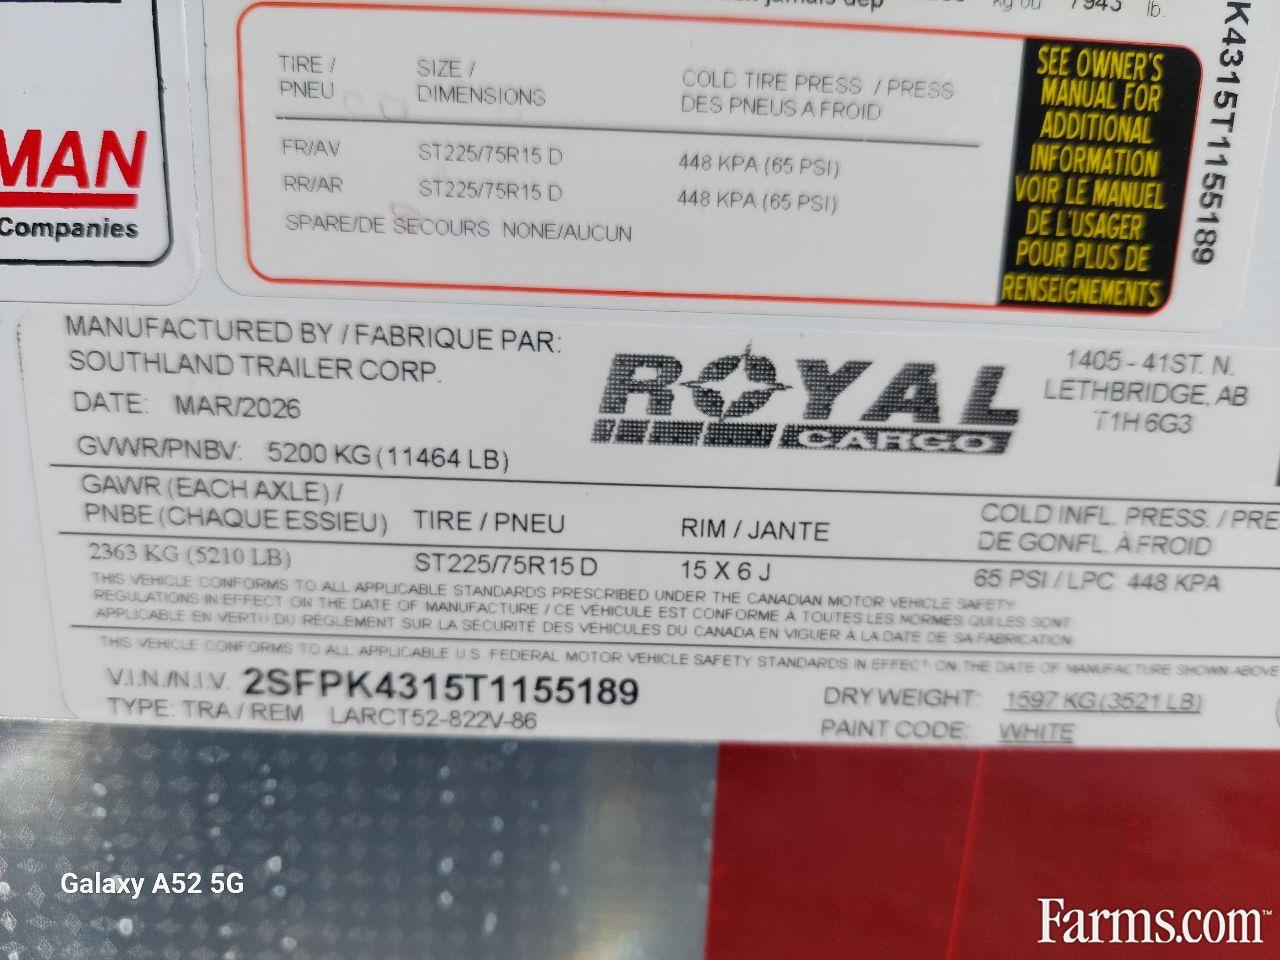 kg ou 7943 lb.
TIRE / PNEU
SIZE / DIMENSIONS
COLD TIRE PRESS / PRESS DES PNEUS A FROID
FR/AV ST225/75R15 D 448 KPA (65 PSI)
RR/AR ST225/75R15 D 448 KPA (65 PSI)
SPARE/DE SECOURS NONE/AUCUN
SEE OWNER'S
MANUAL FOR
ADDITIONAL
INFORMATION
VOIR LE MANUEL
DE L'USAGER
POUR PLUS DE
RENSEIGNEMENTS
K4315T1155189
MAN
Companies
MANUFACTURED BY / FABRIQUE PAR:
SOUTHLAND TRAILER CORP.
DATE: MAR/2026
GVWR/PNBV: 5200 KG (11464 LB)
ROYAL
CARGO
1405 - 41ST. N.
LETHBRIDGE, AB
T1H 6G3
GAWR (EACH AXLE) /
PNBE (CHAQUE ESSIEU) TIRE / PNEU RIM / JANTE
COLD INFL. PRESS. / PRE
DE GONFL. À FROID
2363 KG (5210 LB) ST225/75R15 D 15 X 6 J 65 PSI / LPC 448 KPA
THIS VEHICLE CONFORMS TO ALL APPLICABLE STANDARDS PRESCRIBED UNDER THE CANADIAN MOTOR VEHICLE SAFETY
REGULATIONS IN EFFECT ON THE DATE OF MANUFACTURE / CE VÉHICULE EST CONFORME À TOUTES LES NORMES QUI LES SONT
APPLICABLE EN VERTU DU RÈGLEMENT SUR LA SÉCURITÉ DES VÉHICULES DU CANADA EN VIGUER À LA DATE DE SA FABRICATION
THIS VEHICLE CONFORMS TO ALL APPLICABLE U.S. FEDERAL MOTOR VEHICLE SAFETY STANDARDS IN EFFECT ON THE DATE OF MANUFACTURE SHOWN ABOVE
V.I.N./N.I.V. 2SFPK4315T1155189
TYPE: TRA / REM LARCT52-822V-86
DRY WEIGHT: 1597 KG (3521 LB)
PAINT CODE: WHITE
Galaxy A52 5G
Farms.com™